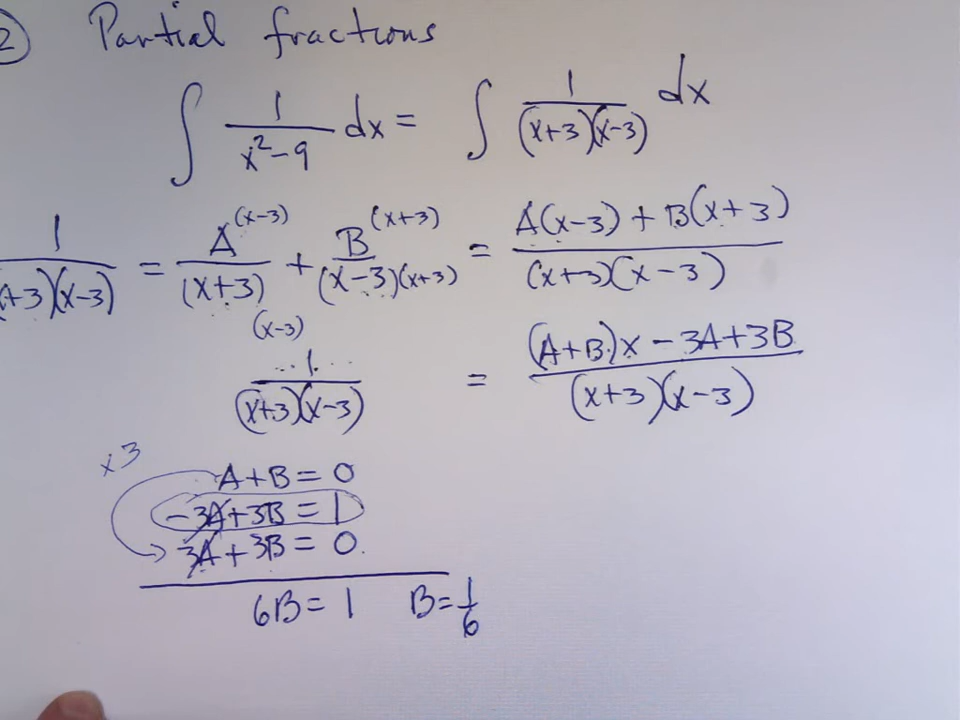 2) Partial fractions
∫ 1/(x²-9) dx = ∫ 1/((x+3)(x-3)) dx
1/((x+3)(x-3)) = A (x-3)/((x+3) (x-3)) + B (x+3)/((x-3)(x+3)) = (A(x-3) + B(x+3))/((x+3)(x-3))
1/((x+3)(x-3)) = ((A+B)x - 3A+3B)/((x+3)(x-3))
x3
A+B = 0
-3A+3B = 1
3A+3B = 0.
6B = 1 B = 1/6